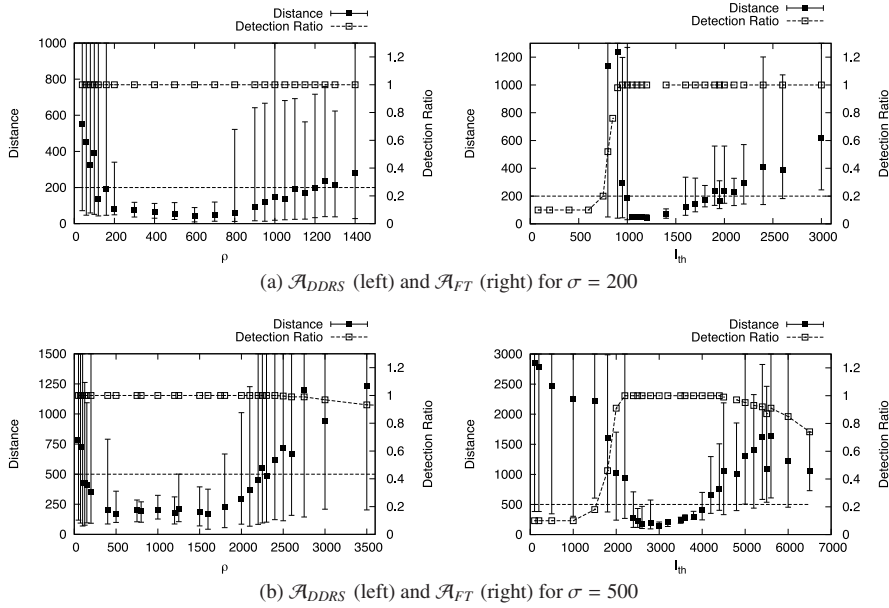 Distance
Detection Ratio
1000
800
600
400
200
0
Distance
1.2
1
0.8
0.6
0.4
0.2
0
Detection Ratio
0 200 400 600 800 1000 1200 1400
ρ
Distance
Detection Ratio
1200
1000
800
600
400
200
0
Distance
1.2
1
0.8
0.6
0.4
0.2
0
Detection Ratio
0 500 1000 1500 2000 2500 3000
I_th
(a) 𝒜_DDRS (left) and 𝒜_FT (right) for σ = 200
Distance
Detection Ratio
1500
1250
1000
750
500
250
0
Distance
1.2
1
0.8
0.6
0.4
0.2
0
Detection Ratio
0 500 1000 1500 2000 2500 3000 3500
ρ
Distance
Detection Ratio
3000
2500
2000
1500
1000
500
0
Distance
1.2
1
0.8
0.6
0.4
0.2
0
Detection Ratio
0 1000 2000 3000 4000 5000 6000 7000
I_th
(b) 𝒜_DDRS (left) and 𝒜_FT (right) for σ = 500